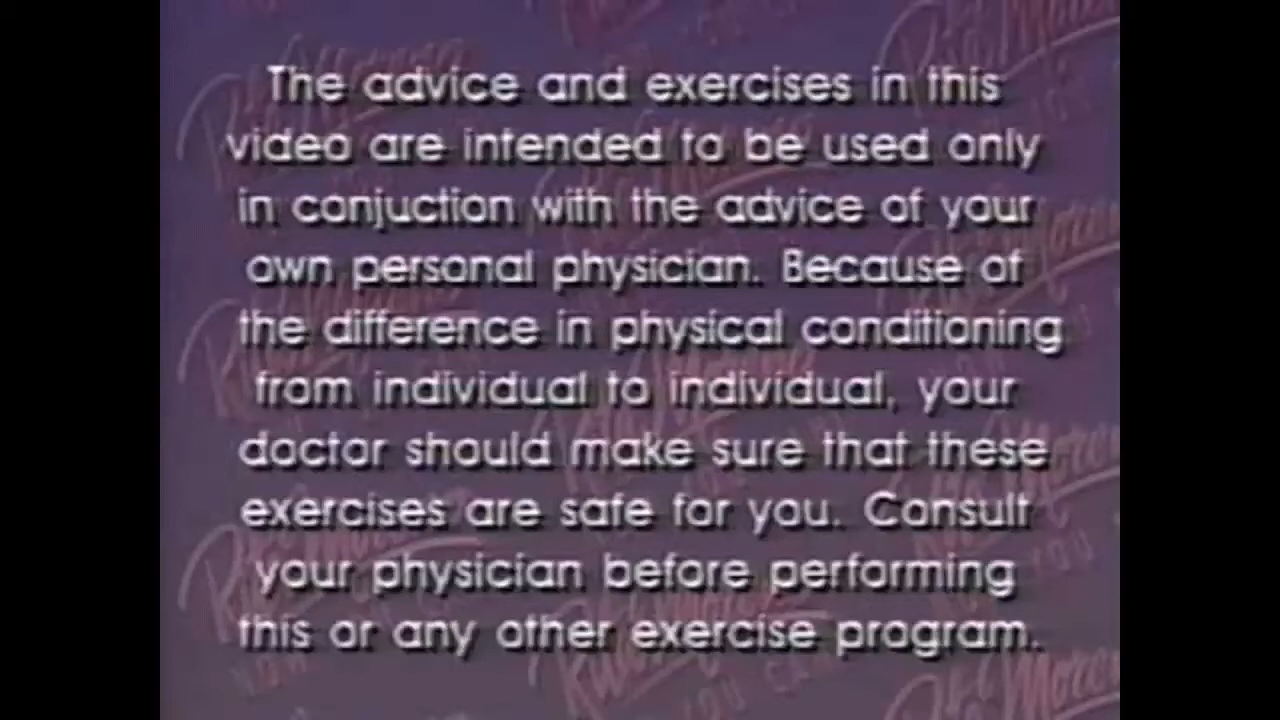 The advice and exercises in this
video are intended to be used only
in conjuction with the advice of your
own personal physician. Because of
the difference in physical conditioning
from individual to individual, your
doctor should make sure that these
exercises are safe for you. Consult
your physician before performing
this or any other exercise program.